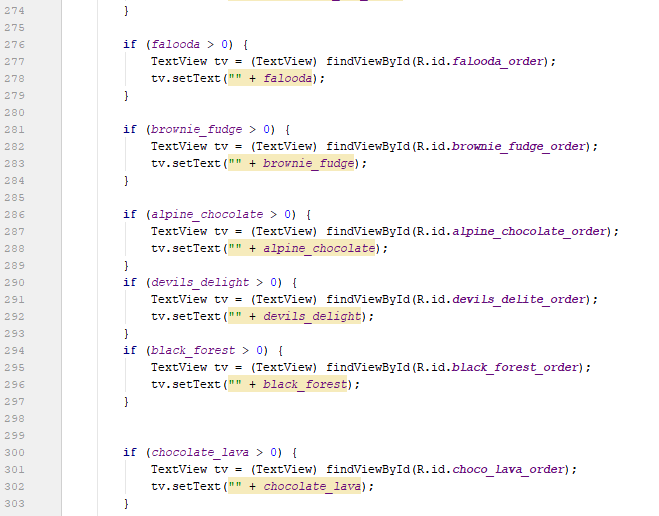 274 }
275
276 if (falooda > 0) {
277 TextView tv = (TextView) findViewById(R.id.falooda_order);
278 tv.setText("" + falooda);
279 }
280
281 if (brownie_fudge > 0) {
282 TextView tv = (TextView) findViewById(R.id.brownie_fudge_order);
283 tv.setText("" + brownie_fudge);
284 }
285
286 if (alpine_chocolate > 0) {
287 TextView tv = (TextView) findViewById(R.id.alpine_chocolate_order);
288 tv.setText("" + alpine_chocolate);
289 }
290 if (devils_delight > 0) {
291 TextView tv = (TextView) findViewById(R.id.devils_delite_order);
292 tv.setText("" + devils_delight);
293 }
294 if (black_forest > 0) {
295 TextView tv = (TextView) findViewById(R.id.black_forest_order);
296 tv.setText("" + black_forest);
297 }
298
299
300 if (chocolate_lava > 0) {
301 TextView tv = (TextView) findViewById(R.id.choco_lava_order);
302 tv.setText("" + chocolate_lava);
303 }